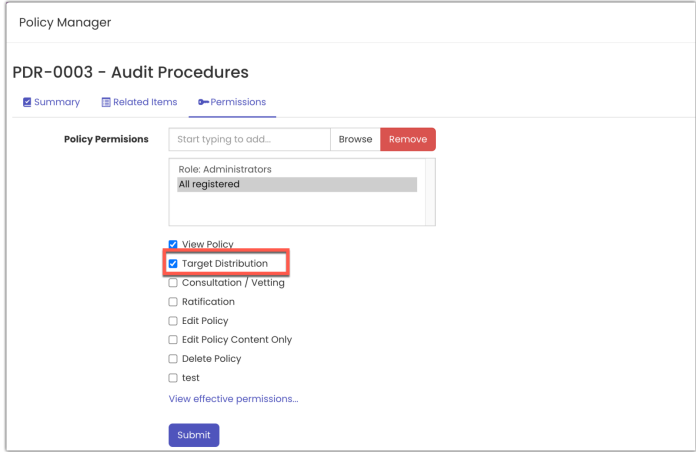 Policy Manager
PDR-0003 - Audit Procedures
Summary Related Items Permissions
Policy Permisions Start typing to add... Browse Remove
Role: Administrators
All registered
View Policy
Target Distribution
Consultation / Vetting
Ratification
Edit Policy
Edit Policy Content Only
Delete Policy
test
View effective permissions...
Submit